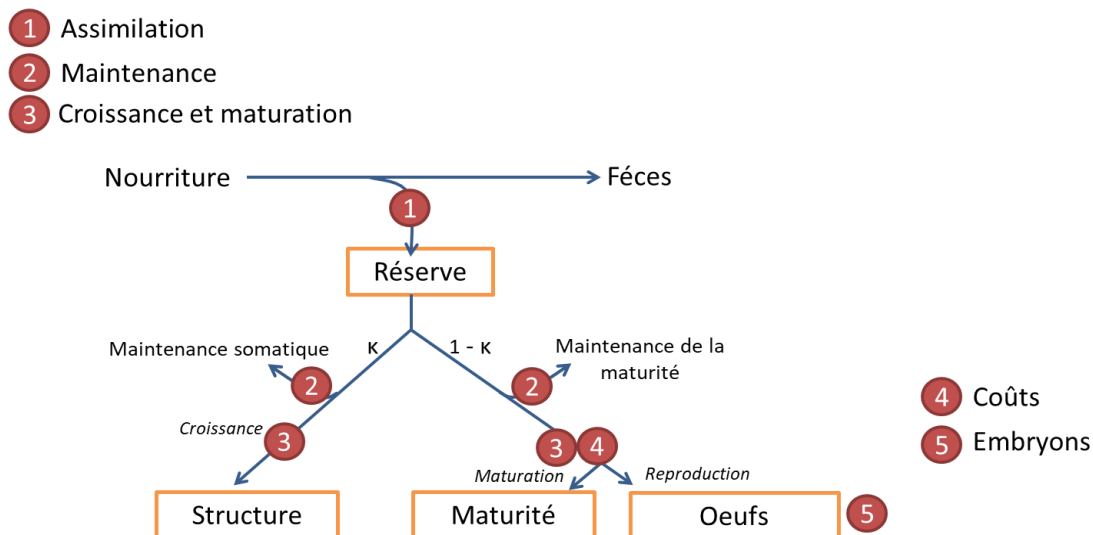 1 Assimilation
2 Maintenance
3 Croissance et maturation
Nourriture
Féces
1
Réserve
Maintenance somatique
κ
1 - κ
Maintenance de la
maturité
2
2
4 Coûts
Croissance
3
3
4
5 Embryons
Maturation
Reproduction
Structure
Maturité
Oeufs
5